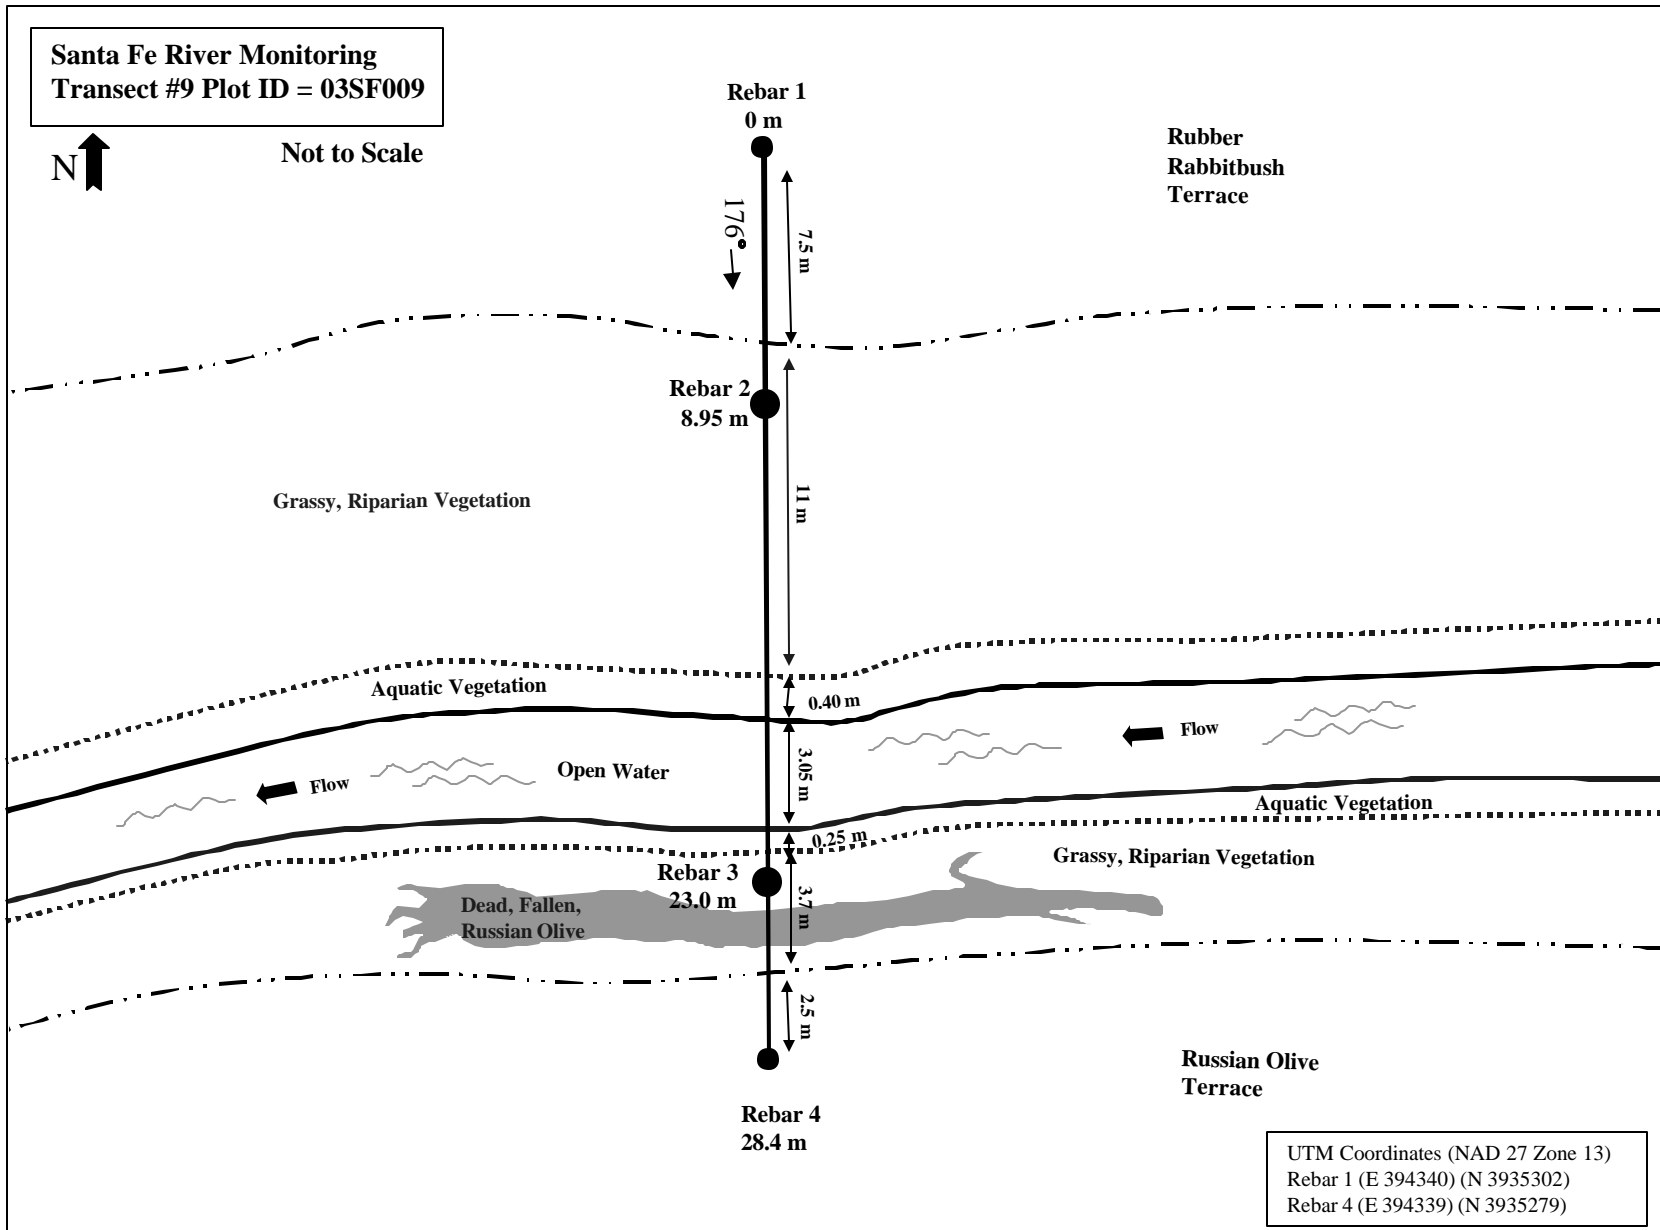 Santa Fe River Monitoring
Transect #9 Plot ID = 03SF009
N
Not to Scale
Rebar 1
0 m
Rubber
Rabbitbush
Terrace
176°
7.5 m
Rebar 2
8.95 m
11 m
Grassy, Riparian Vegetation
Aquatic Vegetation
0.40 m
Flow
3.05 m
Open Water
Flow
Aquatic Vegetation
0.25 m
Grassy, Riparian Vegetation
Rebar 3
23.0 m
3.7 m
Dead, Fallen,
Russian Olive
2.5 m
Russian Olive
Terrace
Rebar 4
28.4 m
UTM Coordinates (NAD 27 Zone 13)
Rebar 1 (E 394340) (N 3935302)
Rebar 4 (E 394339) (N 3935279)